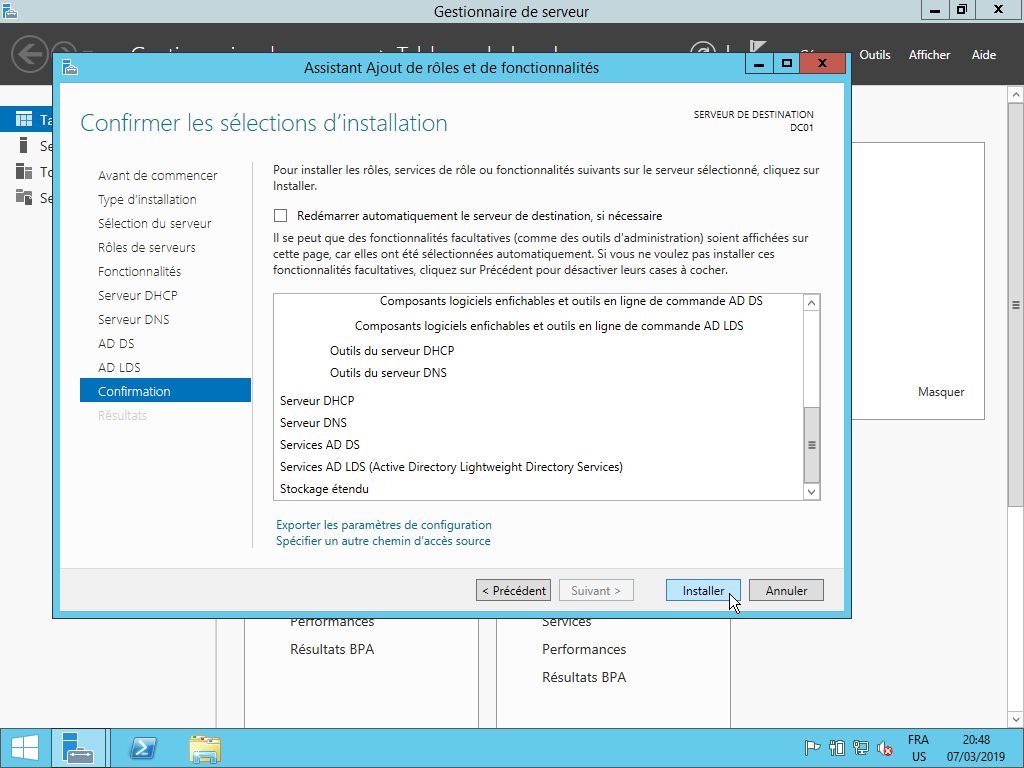 Gestionnaire de serveur
Outils Afficher Aide
Assistant Ajout de rôles et de fonctionnalités
Confirmer les sélections d'installation
SERVEUR DE DESTINATION
DC01
Avant de commencer
Type d'installation
Sélection du serveur
Rôles de serveurs
Fonctionnalités
Serveur DHCP
Serveur DNS
AD DS
AD LDS
Confirmation
Résultats
Pour installer les rôles, services de rôle ou fonctionnalités suivants sur le serveur sélectionné, cliquez sur
Installer.
Redémarrer automatiquement le serveur de destination, si nécessaire
Il se peut que des fonctionnalités facultatives (comme des outils d'administration) soient affichées sur
cette page, car elles ont été sélectionnées automatiquement. Si vous ne voulez pas installer ces
fonctionnalités facultatives, cliquez sur Précédent pour désactiver leurs cases à cocher.
Composants logiciels enfichables et outils en ligne de commande AD DS
Composants logiciels enfichables et outils en ligne de commande AD LDS
Outils du serveur DHCP
Outils du serveur DNS
Serveur DHCP
Serveur DNS
Services AD DS
Services AD LDS (Active Directory Lightweight Directory Services)
Stockage étendu
Exporter les paramètres de configuration
Spécifier un autre chemin d'accès source
< Précédent Suivant > Installer Annuler
Masquer
Performances
Résultats BPA
Services
Performances
Résultats BPA
FRA
US
20:48
07/03/2019